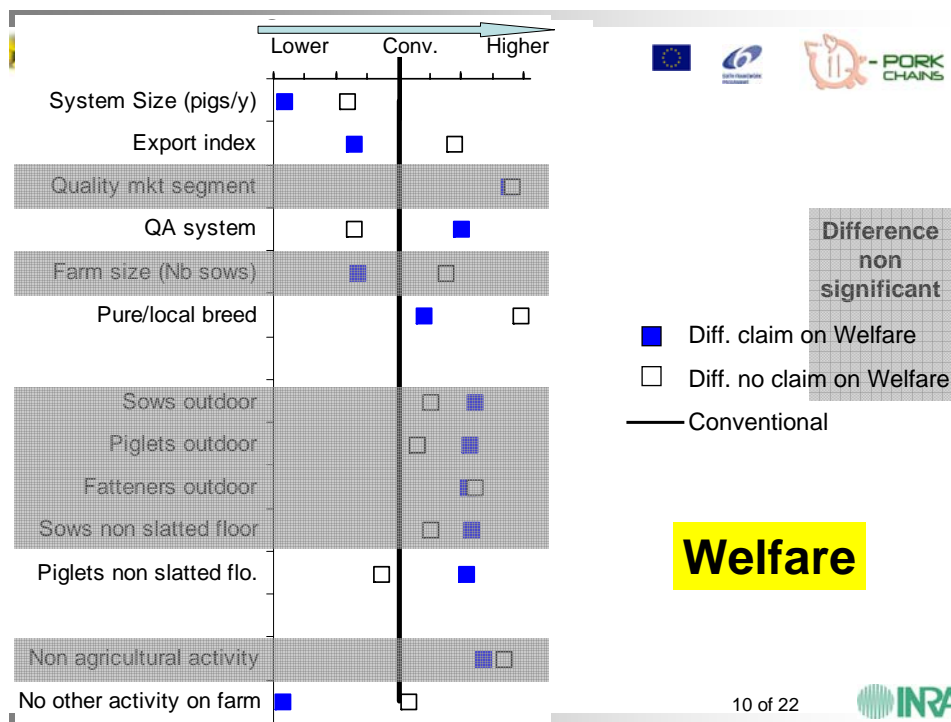 Lower Conv. Higher
System Size (pigs/y)
Export index
Quality mkt segment
QA system
Farm size (Nb sows)
Pure/local breed
Sows outdoor
Piglets outdoor
Fatteners outdoor
Sows non slatted floor
Piglets non slatted flo.
Non agricultural activity
No other activity on farm
- PORK
CHAINS
Difference
non
significant
Diff. claim on Welfare
Diff. no claim on Welfare
Conventional
Welfare
10 of 22
INRA